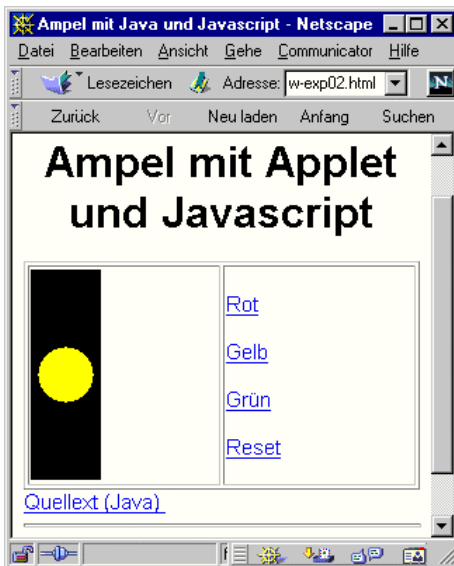 Ampel mit Java und Javascript - Netscape
Datei Bearbeiten Ansicht Gehe Communicator Hilfe
Lesezeichen Adresse: w-exp02.html N
Zurück Vor Neu laden Anfang Suchen
Ampel mit Applet
und Javascript
Rot
Gelb
Grün
Reset
Quellext (Java)